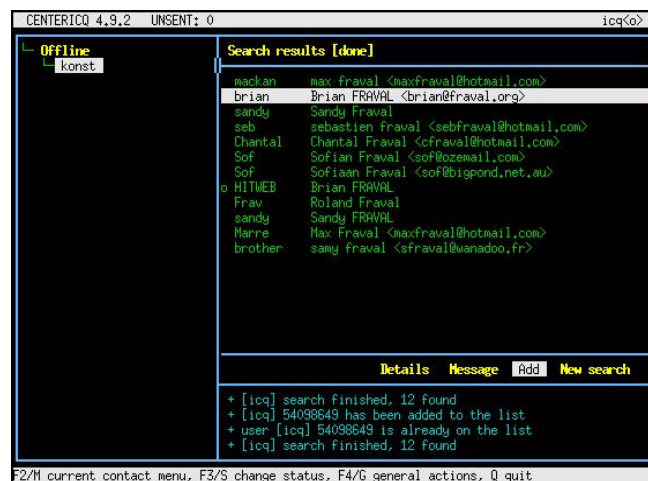 CENTERICQ 4.9.2 UNSENT: 0 icq<o>
Offline
konst
Search results [done]
mackan max fraval <maxfraval@hotmail.com>
brian Brian FRAVAL <brian@fraval.org>
sandy Sandy Fraval
seb sebastien fraval <sebfraval@hotmail.com>
Chantal Chantal Fraval <cfraval@hotmail.com>
Sof Sofian Fraval <sof@ozemail.com>
Sof Sofiaan Fraval <sof@bigpond.net.au>
o HITWEB Brian FRAVAL
Frav Roland Fraval
sandy Sandy FRAVAL
Marre Max Fraval <maxfraval@hotmail.com>
brother samy fraval <sfraval@wanadoo.fr>
Details Message Add New search
+ [icq] search finished, 12 found
+ [icq] 54098649 has been added to the list
+ user [icq] 54098649 is already on the list
+ [icq] search finished, 12 found
F2/M current contact menu, F3/S change status, F4/G general actions, Q quit